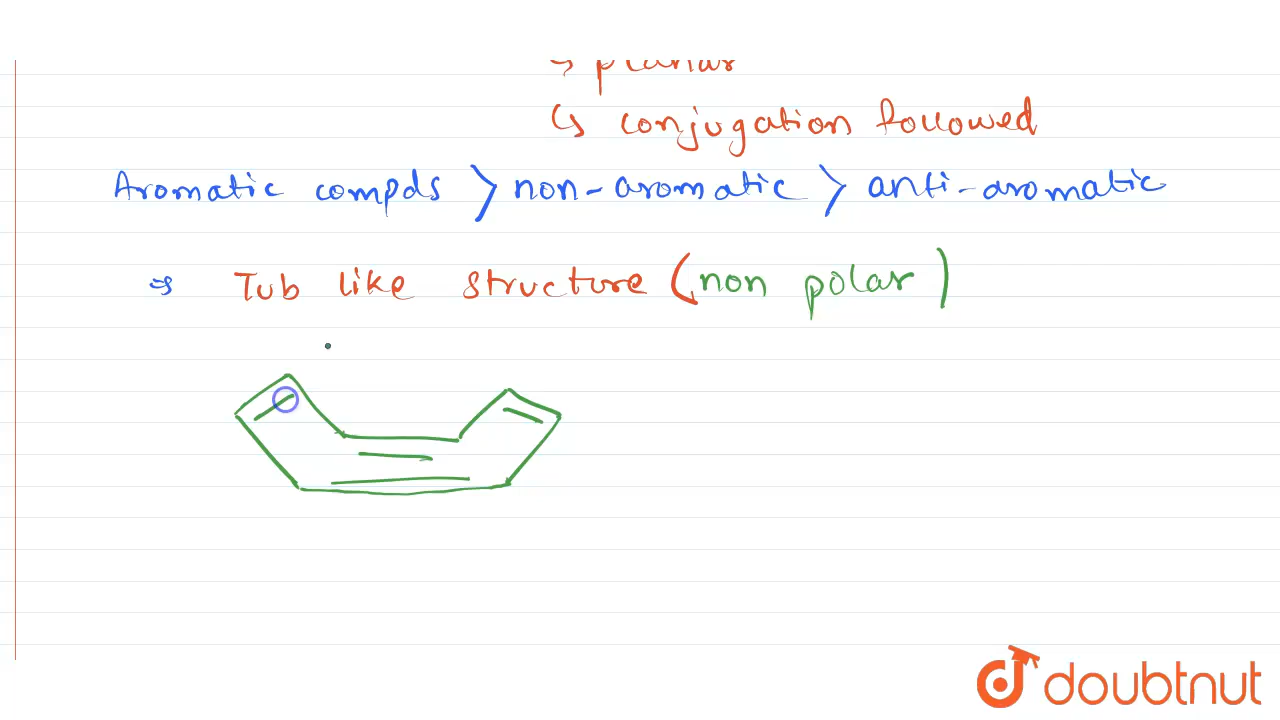 ↳ planar
↳ conjugation followed
Aromatic compds > non-aromatic > anti-aromatic
⇒ Tub like structure (non polar)
doubtnut